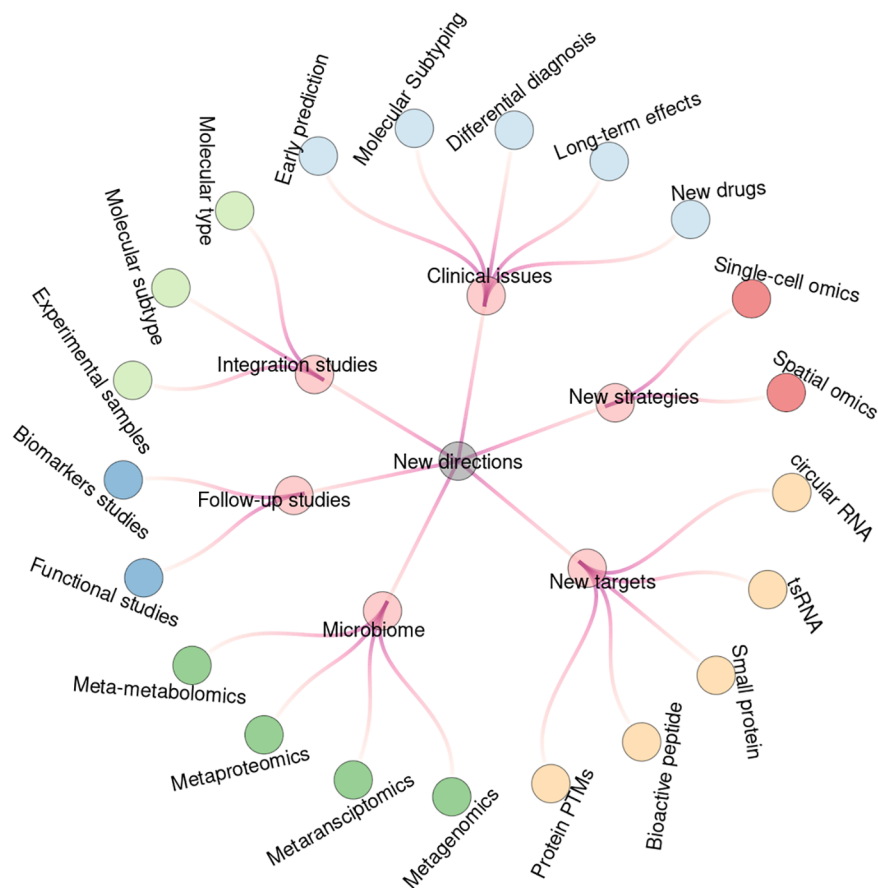 Early prediction
Molecular Subtyping
Differential diagnosis
Long-term effects
New drugs
Clinical issues
Molecular type
Molecular subtype
Experimental samples
Integration studies
Single-cell omics
Spatial omics
New strategies
New directions
Biomarkers studies
Functional studies
Follow-up studies
circular RNA
tsRNA
Small protein
Bioactive peptide
Protein PTMs
New targets
Microbiome
Meta-metabolomics
Metaproteomics
Metaransciptomics
Metagenomics